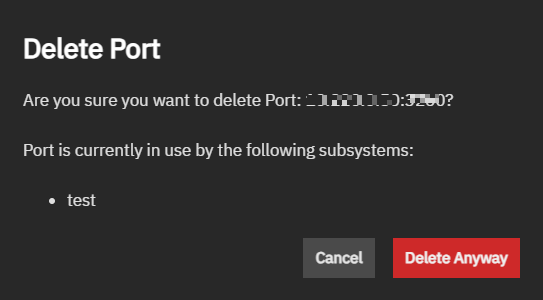 Delete Port
Are you sure you want to delete Port:
Port is currently in use by the following subsystems:
• test
Cancel
Delete Anyway